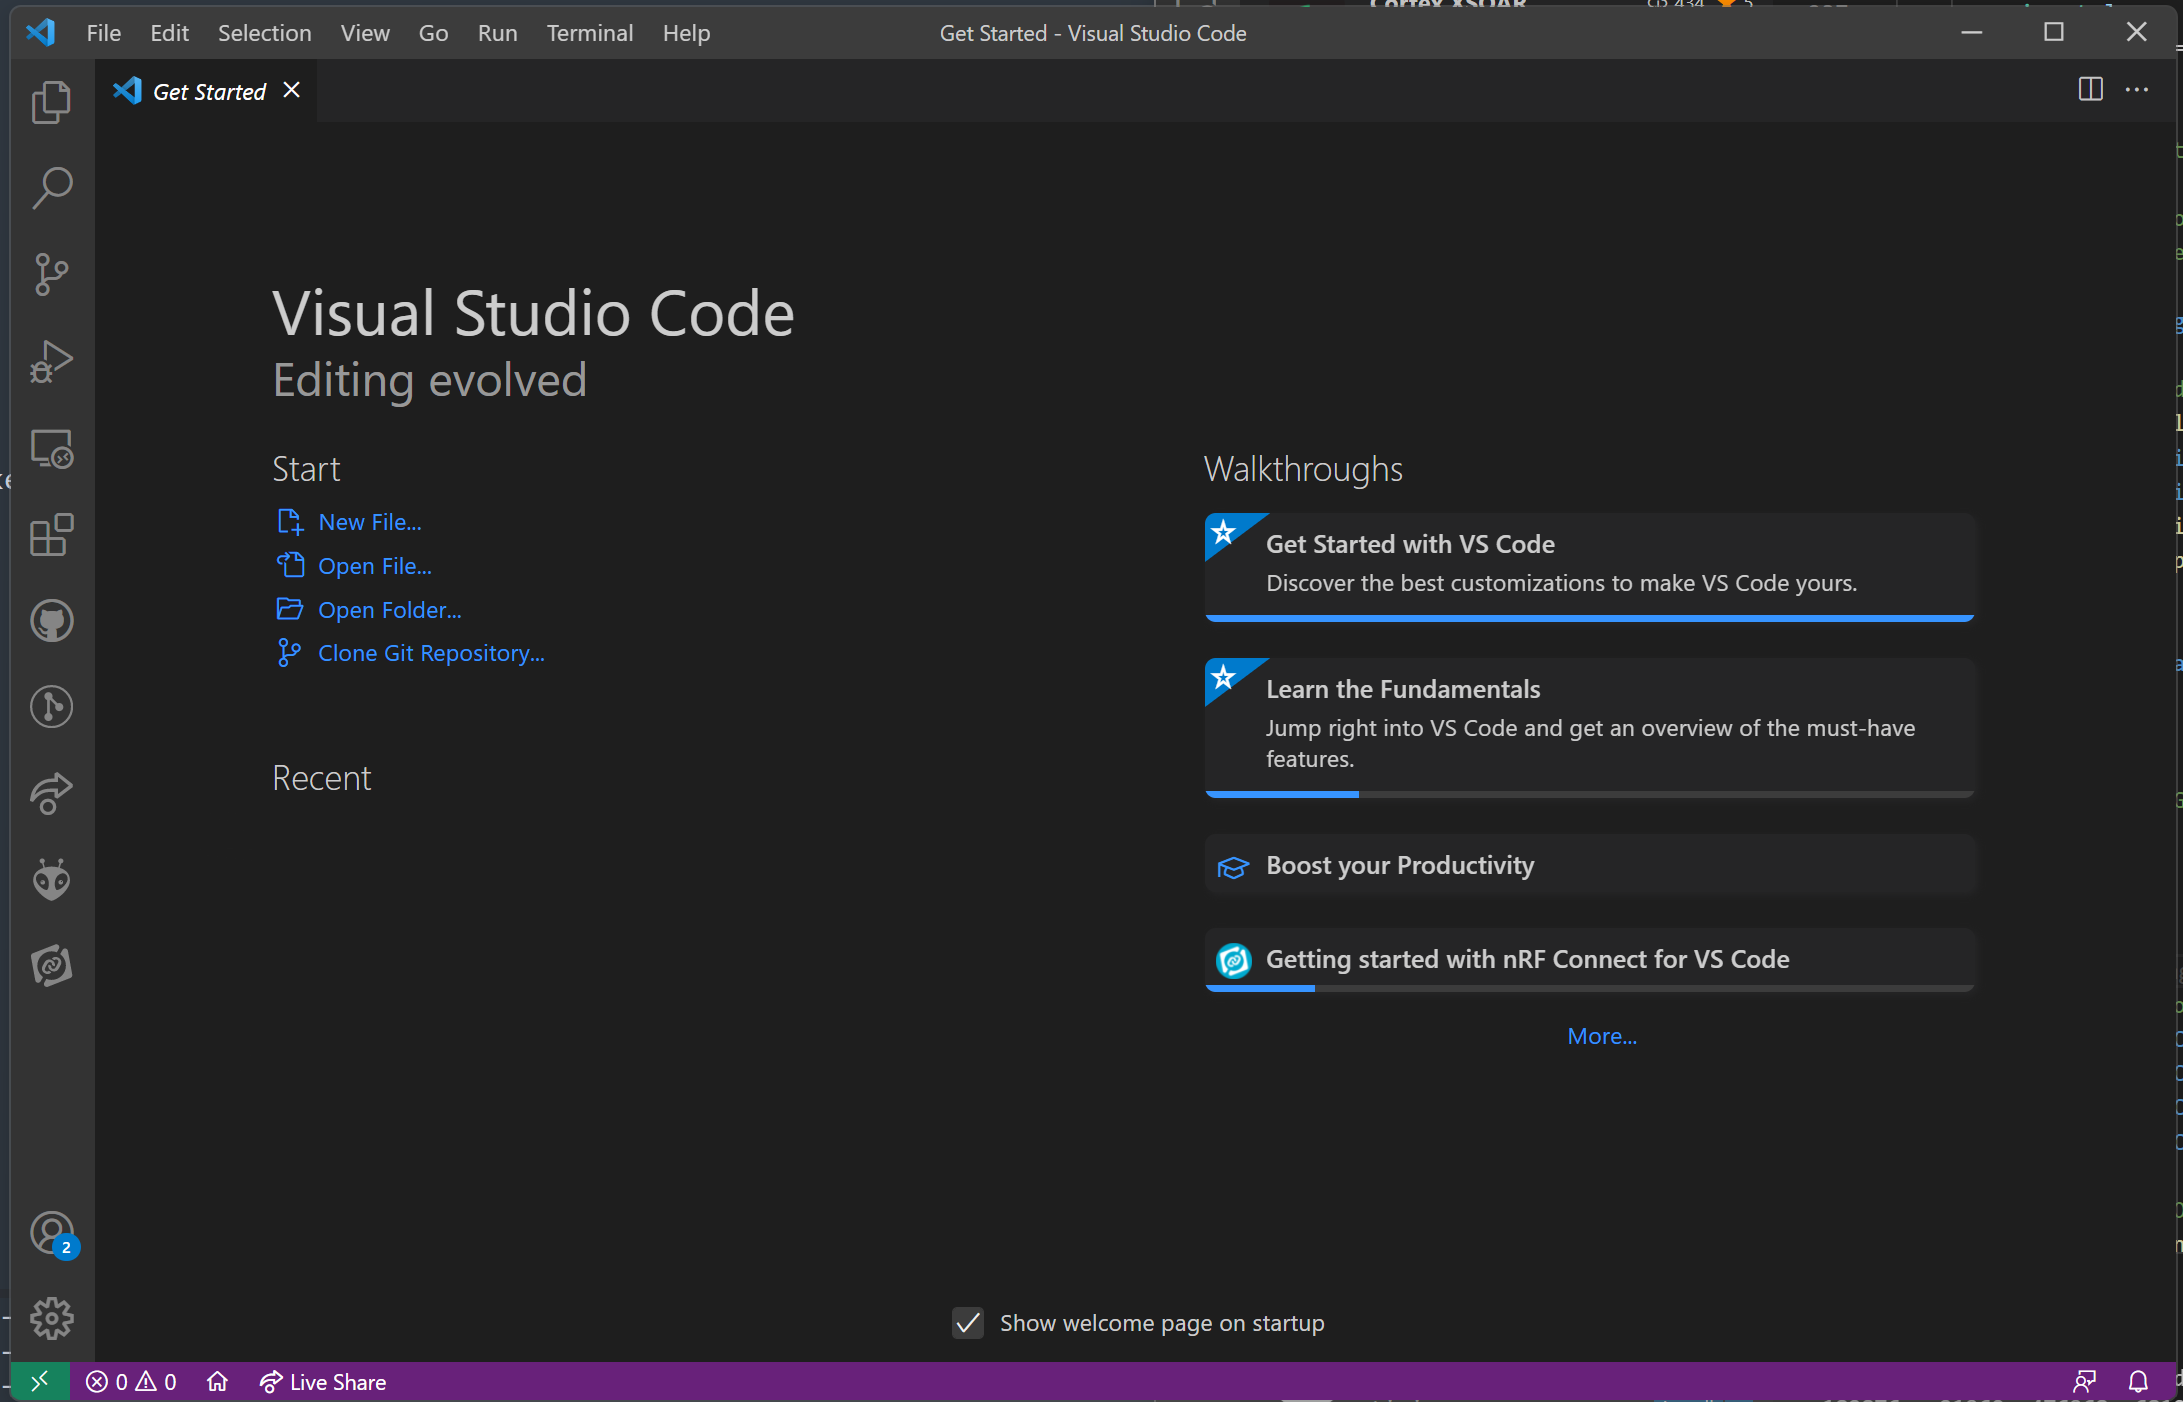 File Edit Selection View Go Run Terminal Help
Get Started - Visual Studio Code
Get Started
Visual Studio Code
Editing evolved
Start
New File...
Open File...
Open Folder...
Clone Git Repository...
Recent
Walkthroughs
Get Started with VS Code
Discover the best customizations to make VS Code yours.
Learn the Fundamentals
Jump right into VS Code and get an overview of the must-have
features.
Boost your Productivity
Getting started with nRF Connect for VS Code
More...
2
Show welcome page on startup
0 0 Live Share